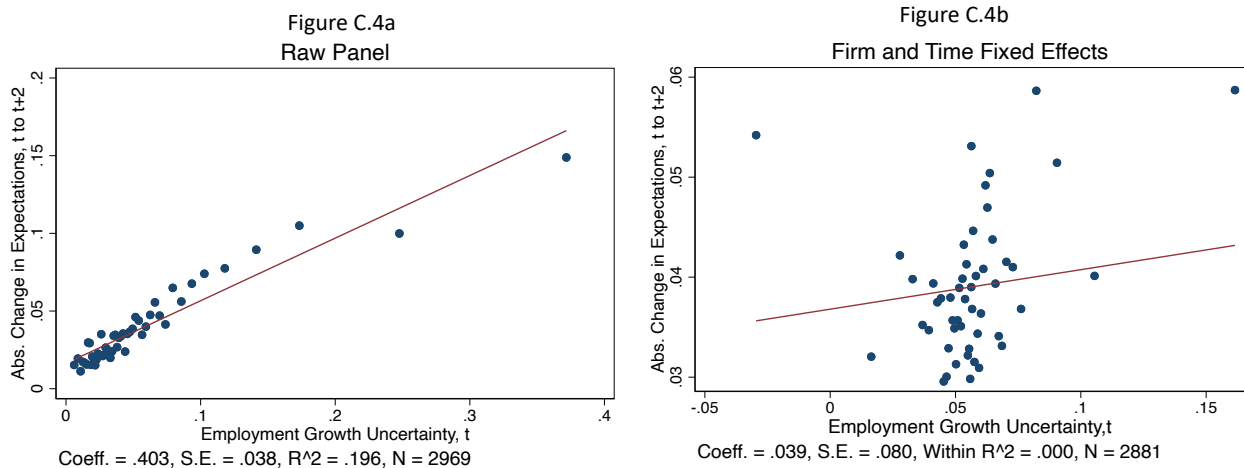 Figure C.4a
Raw Panel
Abs. Change in Expectations, t to t+2
.2
.15
.1
.05
0
0
.1
.2
.3
.4
Employment Growth Uncertainty, t
Coeff. = .403, S.E. = .038, R^2 = .196, N = 2969
Figure C.4b
Firm and Time Fixed Effects
Abs. Change in Expectations, t to t+2
.06
.05
.04
.03
-.05
0
.05
.1
.15
Employment Growth Uncertainty,t
Coeff. = .039, S.E. = .080, Within R^2 = .000, N = 2881